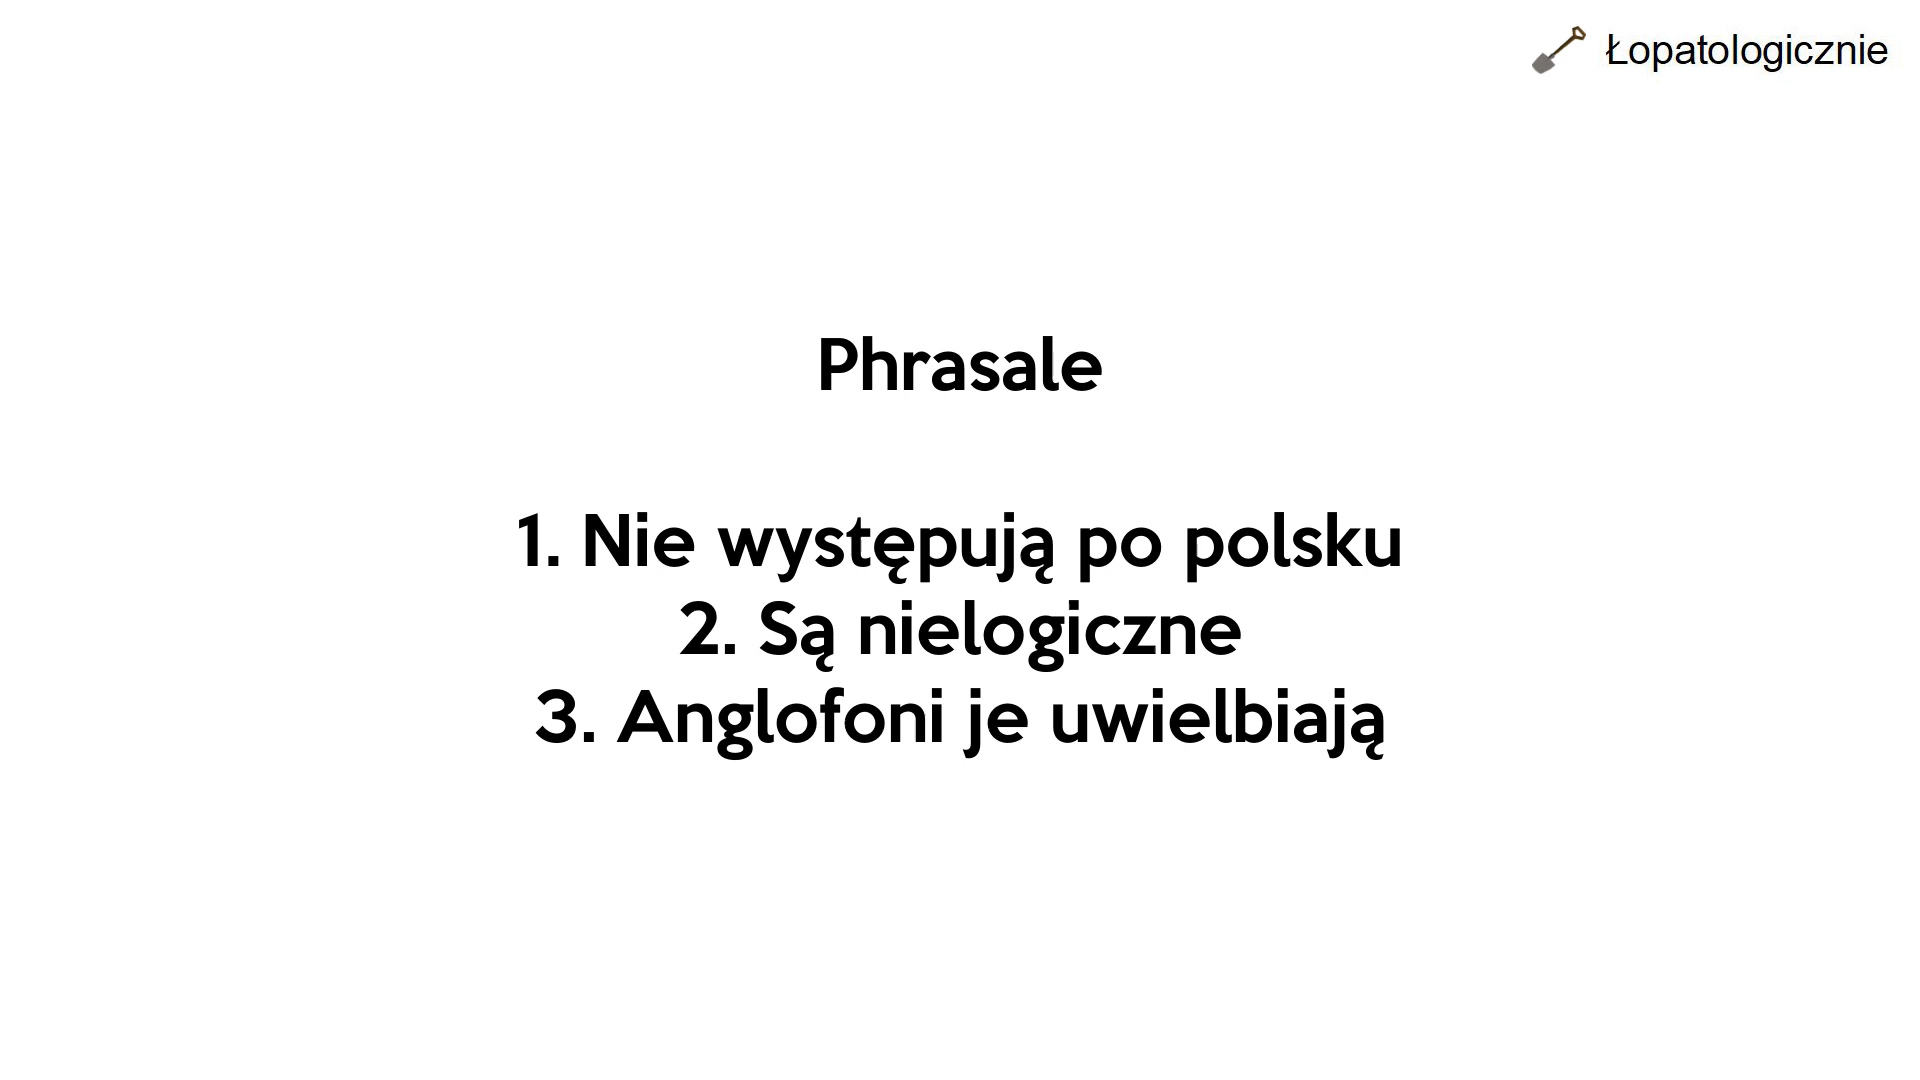 Łopatologicznie
Phrasale
1. Nie występują po polsku
2. Są nielogiczne
3. Anglofoni je uwielbiają